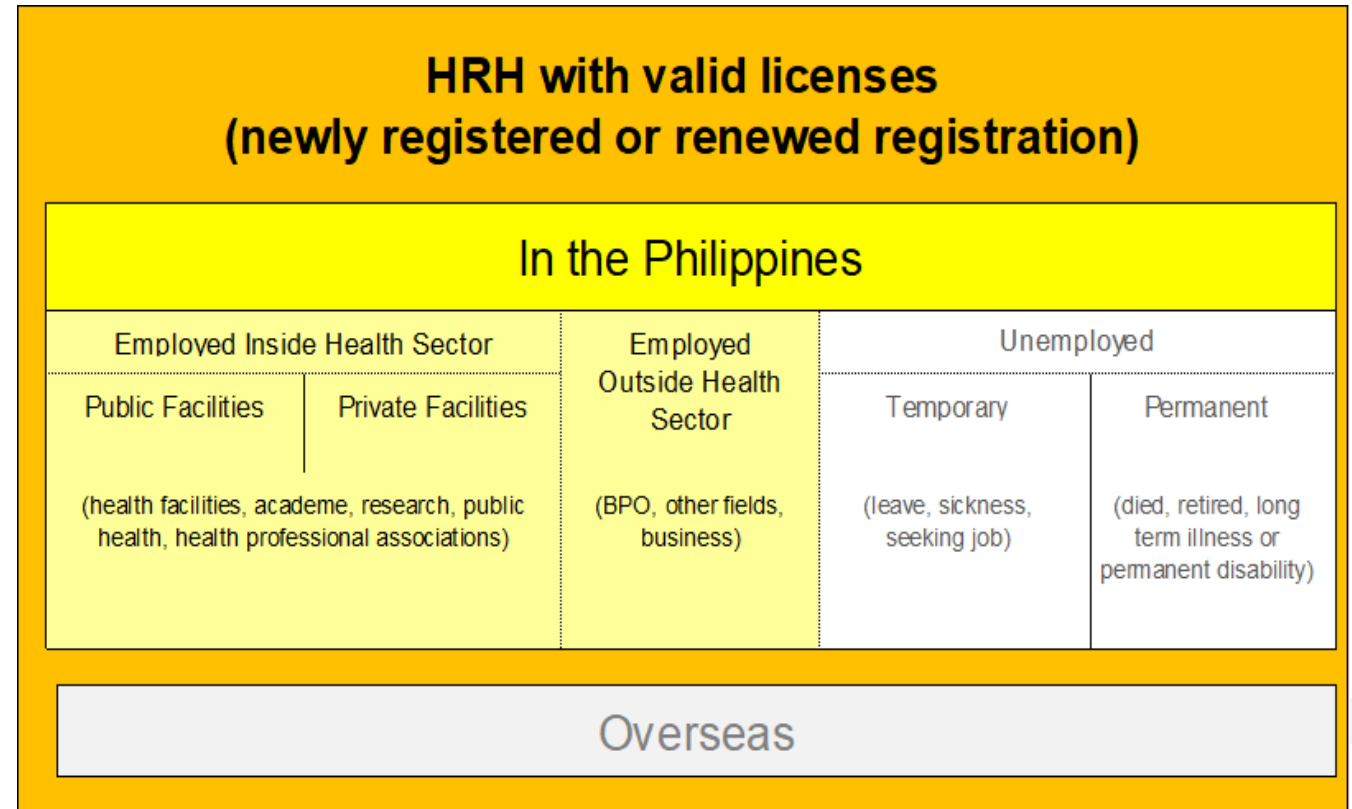 HRH with valid licenses
(newly registered or renewed registration)
In the Philippines
Employed Inside Health Sector
Public Facilities
Private Facilities
(health facilities, academe, research, public
health, health professional associations)
Employed
Outside Health
Sector
(BPO, other fields,
business)
Unemployed
Temporary
(leave, sickness,
seeking job)
Permanent
(died, retired, long
term illness or
permanent disability)
Overseas